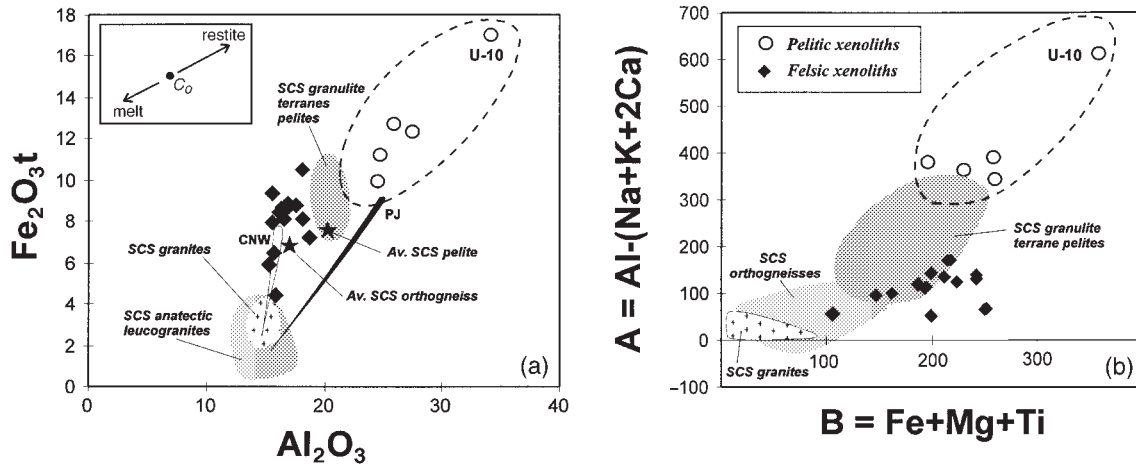 18
16
14
12
10
8
6
4
2
0
0
10
20
30
40
Fe2O3t
Al2O3
restite
Co
melt
U-10
SCS granulite
terranes
pelites
PJ
CNW
SCS granites
Av. SCS pelite
Av. SCS orthogneiss
SCS anatectic
leucogranites
(a)
700
600
500
400
300
200
100
0
−100
100
200
300
A = Al-(Na+K+2Ca)
B = Fe+Mg+Ti
Pelitic xenoliths
Felsic xenoliths
U-10
SCS granulite
terrane pelites
SCS
orthogneisses
SCS granites
(b)